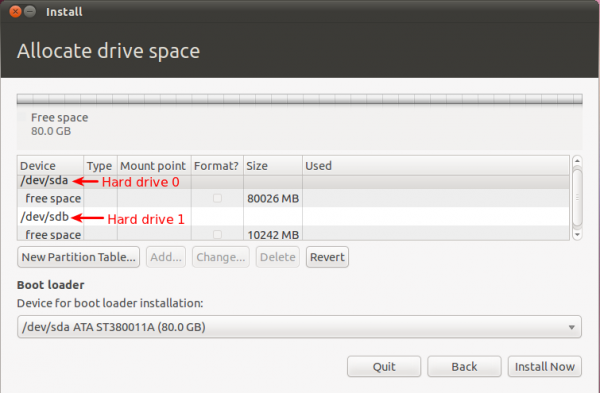 Install
Allocate drive space
Free space
80.0 GB
Device Type Mount point Format? Size Used
/dev/sda Hard drive 0
free space 80026 MB
/dev/sdb Hard drive 1
free space 10242 MB
New Partition Table... Add... Change... Delete Revert
Boot loader
Device for boot loader installation:
/dev/sda ATA ST380011A (80.0 GB)
Quit Back Install Now